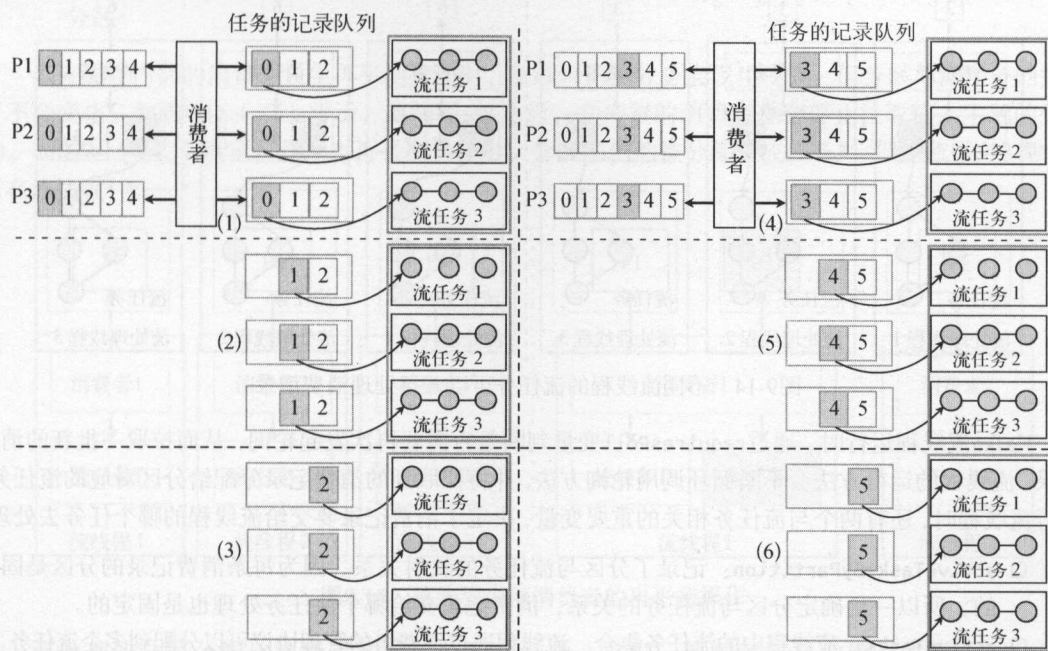 任务的记录队列
P1 0 1 2 3 4
0
流任务 1
P2 0 1 2 3 4
消费者
0 1 2
流任务 2
P3 0 1 2 3 4
0 1 2
流任务 3
(1)
1 2
流任务 1
(2)
1 2
流任务 2
1 2
流任务 3
2
流任务 1
(3)
2
流任务 2
2
流任务 3
任务的记录队列
P1 0 1 2 3 4 5
3 4 5
流任务 1
P2 0 1 2 3 4 5
消费者
3 4 5
流任务 2
P3 0 1 2 3 4 5
3 4 5
流任务 3
(4)
4 5
流任务 1
(5)
4 5
流任务 2
4 5
流任务 3
5
流任务 1
(6)
5
流任务 2
5
流任务 3